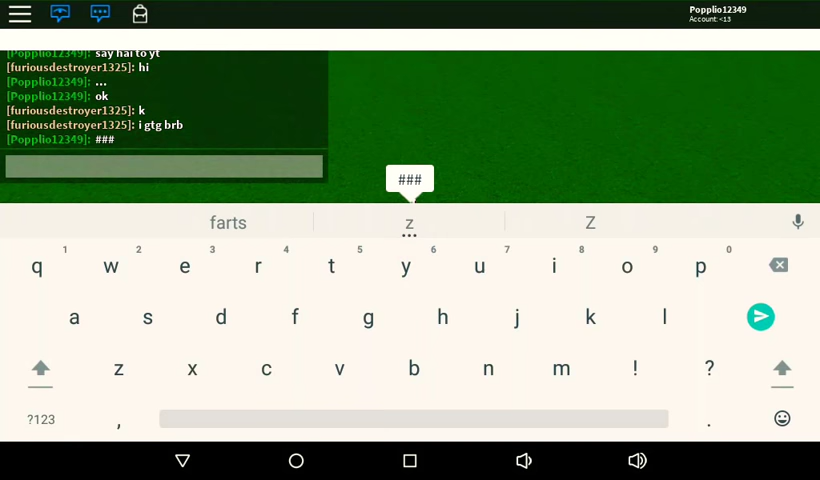 Popplio12349
Account: <13
[Popplio12349]: say hai to yt
[furiousdestroyer1325]: hi
[Popplio12349]: ...
[Popplio12349]: ok
[furiousdestroyer1325]: k
[furiousdestroyer1325]: i gtg brb
[Popplio12349]: ###
###
farts z Z
1 2 3 4 5 6 7 8 9 0
q w e r t y u i o p
a s d f g h j k l
z x c v b n m ! ?
?123 , .